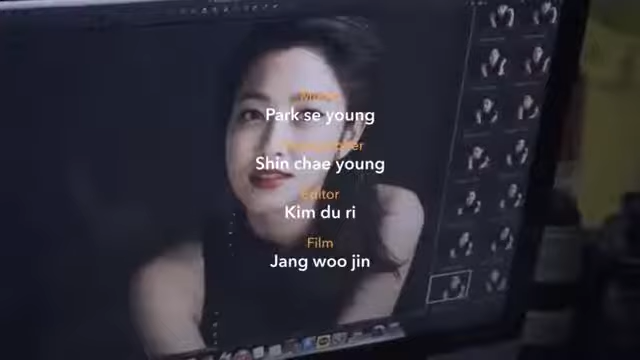 Park se young
Shin chae young
Editor
Kim du ri
Film
Jang woo jin